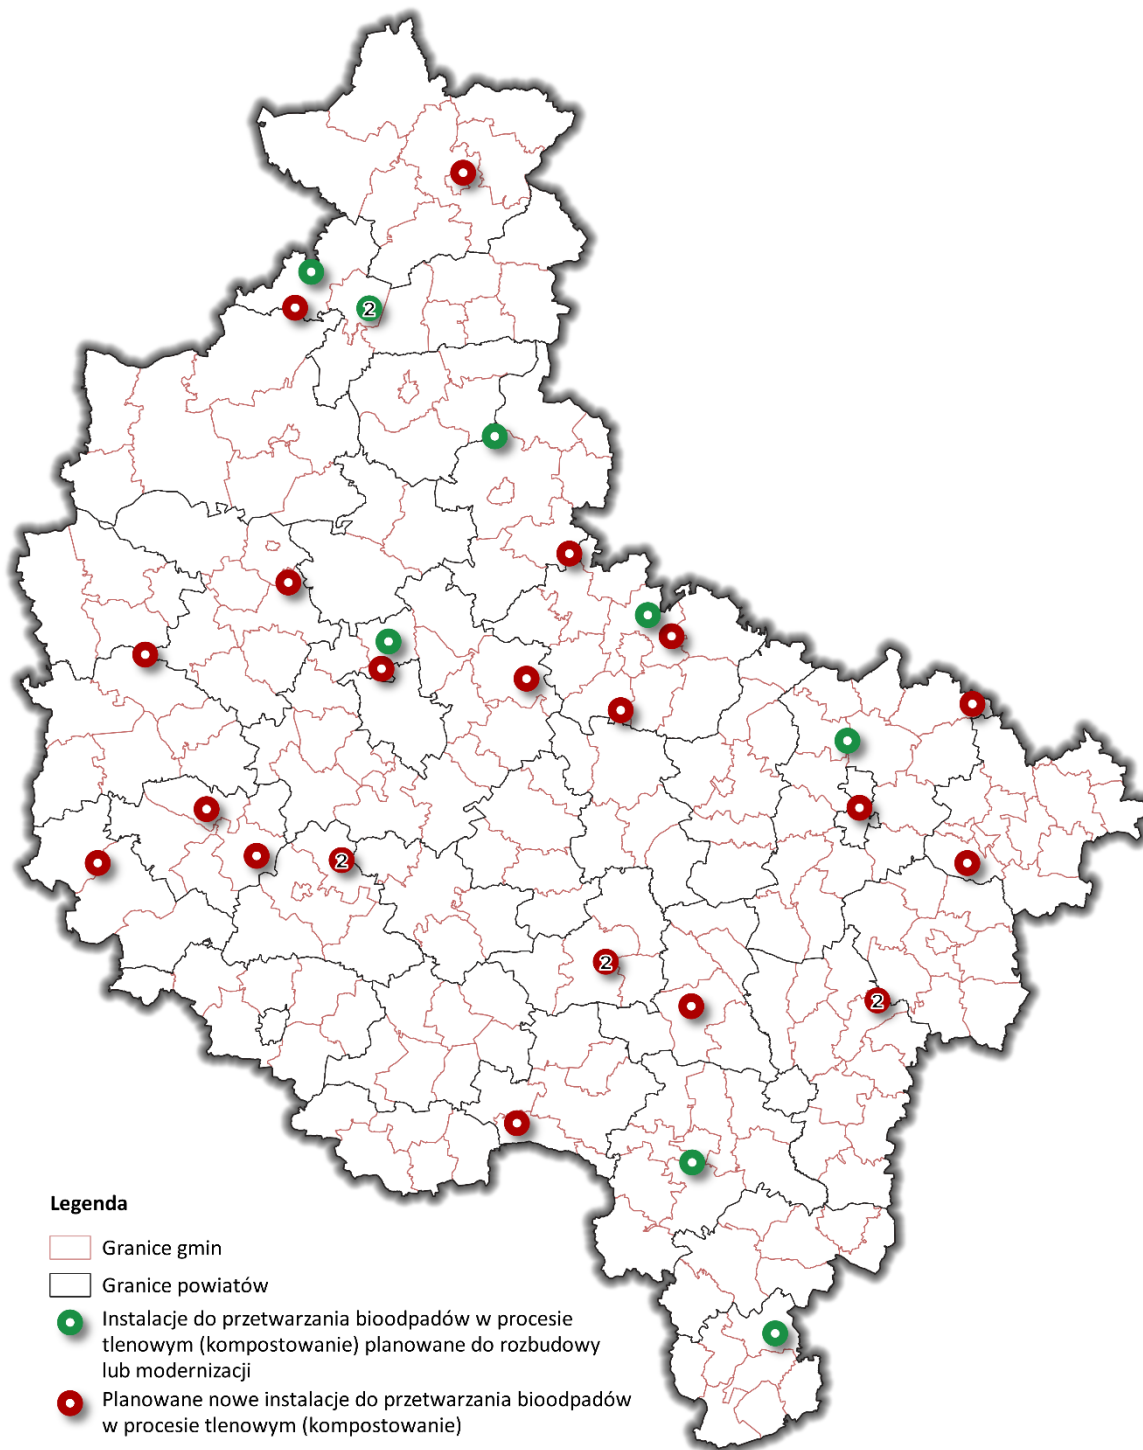 2
2
2
2
Legenda
Granice gmin
Granice powiatów
Instalacje do przetwarzania bioodpadów w procesie
tlenowym (kompostowanie) planowane do rozbudowy
lub modernizacji
Planowane nowe instalacje do przetwarzania bioodpadów
w procesie tlenowym (kompostowanie)